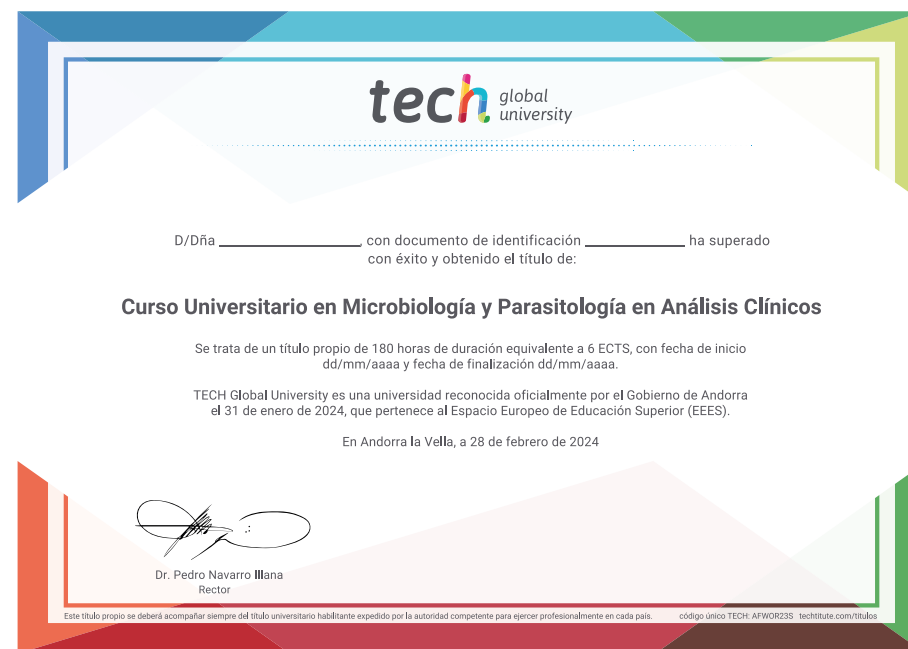 tech global university
D/Dña ____________________, con documento de identificación ______________ ha superado
con éxito y obtenido el título de:
Curso Universitario en Microbiología y Parasitología en Análisis Clínicos
Se trata de un título propio de 180 horas de duración equivalente a 6 ECTS, con fecha de inicio
dd/mm/aaaa y fecha de finalización dd/mm/aaaa.
TECH Global University es una universidad reconocida oficialmente por el Gobierno de Andorra
el 31 de enero de 2024, que pertenece al Espacio Europeo de Educación Superior (EEES).
En Andorra la Vella, a 28 de febrero de 2024
Dr. Pedro Navarro Illana
Rector
Este título propio se deberá acompañar siempre del título universitario habilitante expedido por la autoridad competente para ejercer profesionalmente en cada país. código único TECH: AFWOR23S techtitute.com/titulos